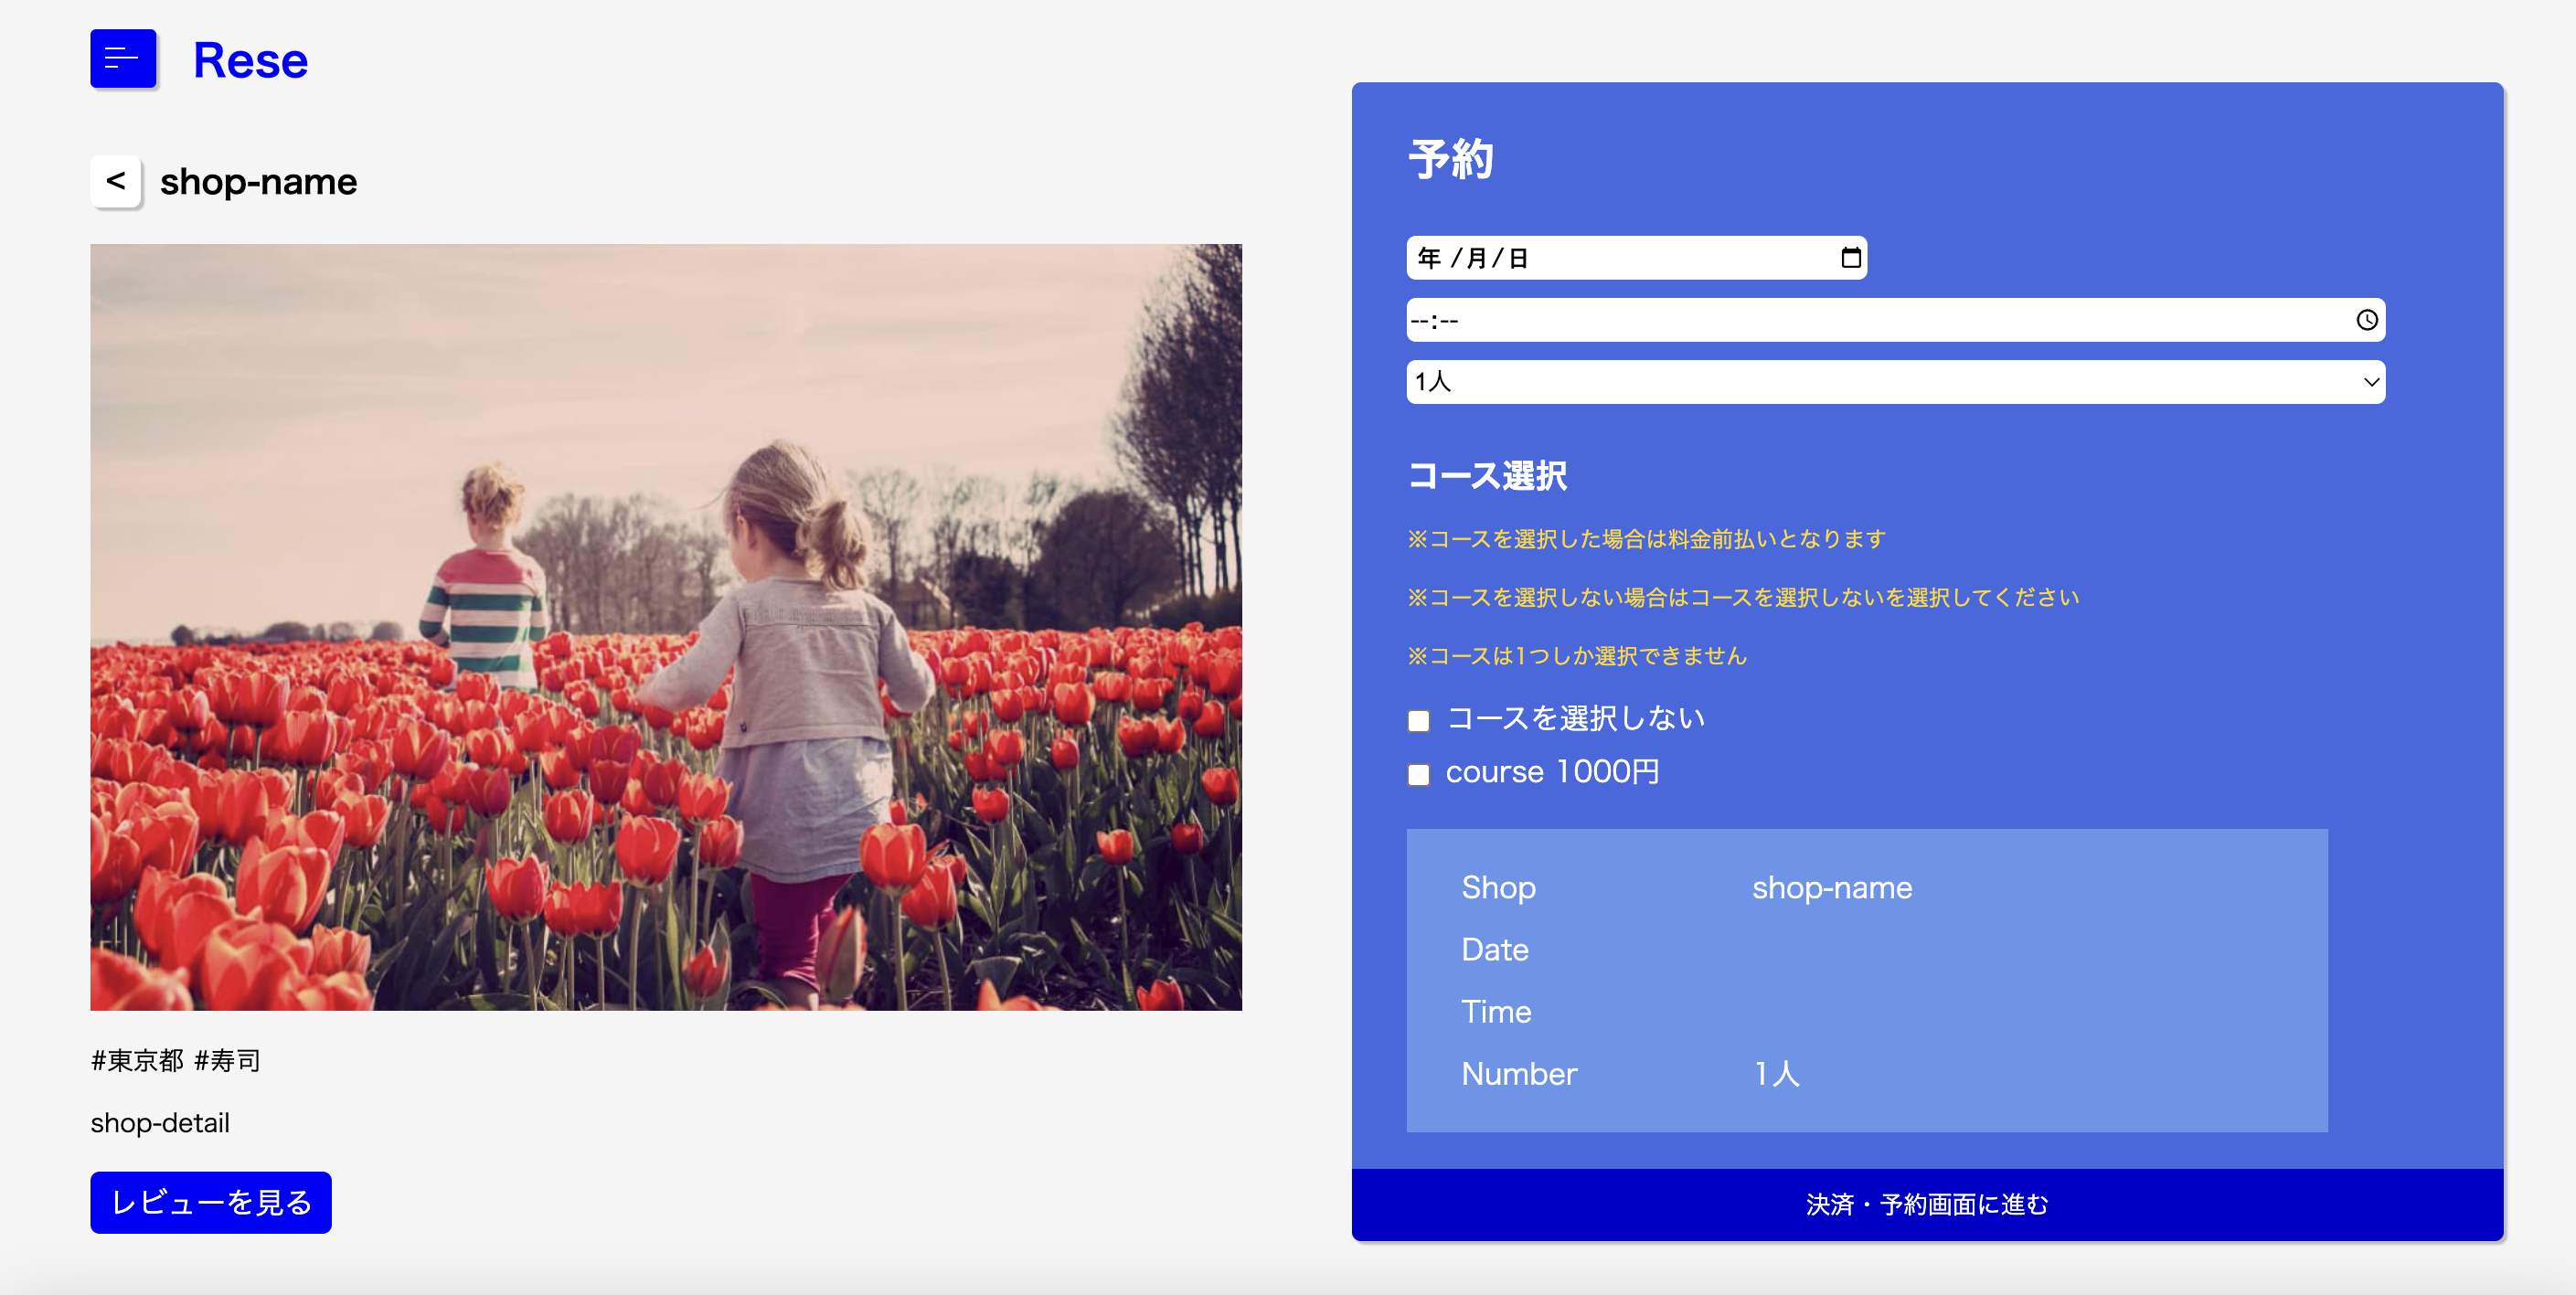 Rese
< shop-name
#東京都 #寿司
shop-detail
レビューを見る
予約
年 /月/日
--:--
1人
コース選択
※コースを選択した場合は料金前払いとなります
※コースを選択しない場合はコースを選択しないを選択してください
※コースは1つしか選択できません
コースを選択しない
course 1000円
Shop shop-name
Date
Time
Number 1人
決済・予約画面に進む